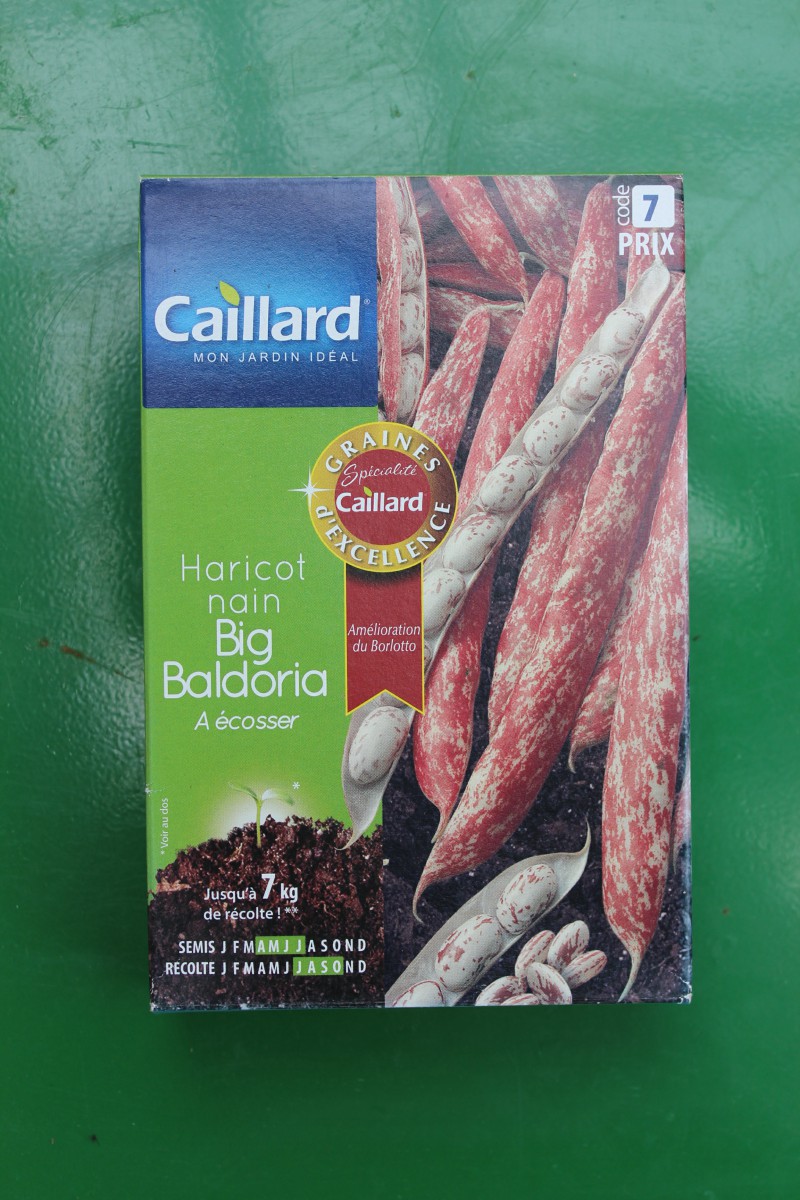 code 7
PRIX
Caillard®
MON JARDIN IDÉAL
GRAINES
Spécialité
Caillard
d'EXCELLENCE
Amélioration
du Borlotto
Haricot
nain
Big
Baldoria
A écosser
*
* Voir au dos
Jusqu'à 7 kg
de récolte ! **
SEMIS J F M A M J J A S O N D
RÉCOLTE J F M A M J J A S O N D